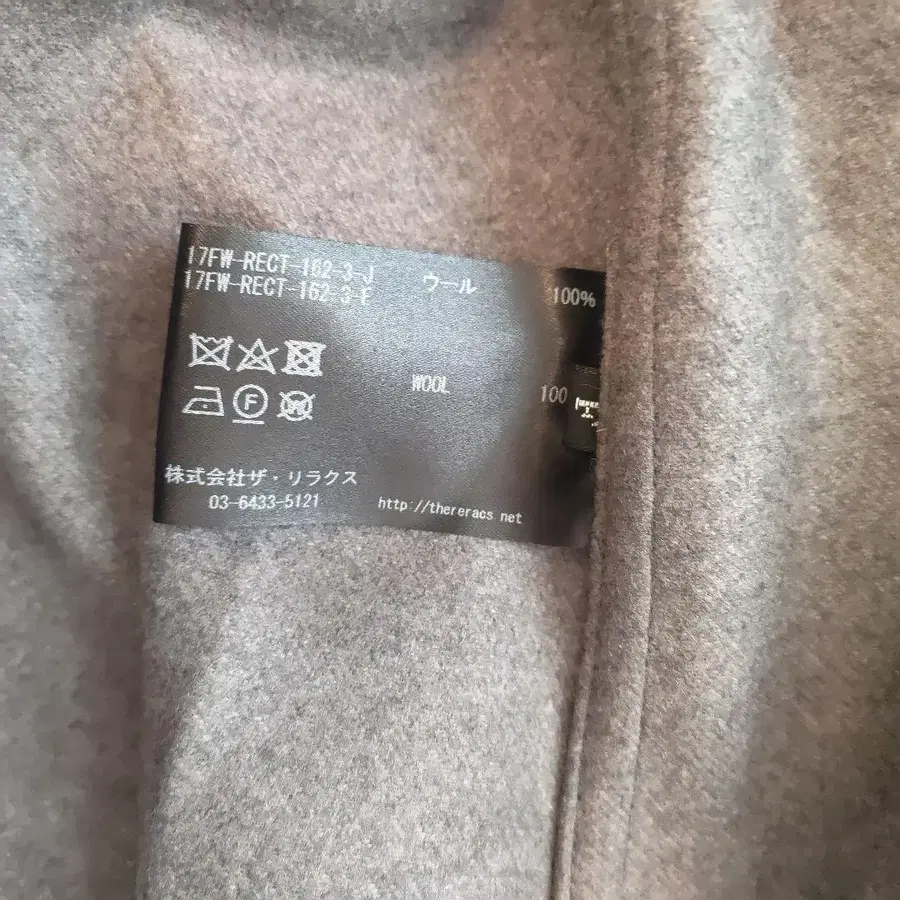 17FW-RECT-162-3-J
17FW-RECT-162-3-E
ウール 100%
WOOL 100
F
W
株式会社ザ・リラクス
03-6433-5121
http://thereracs net